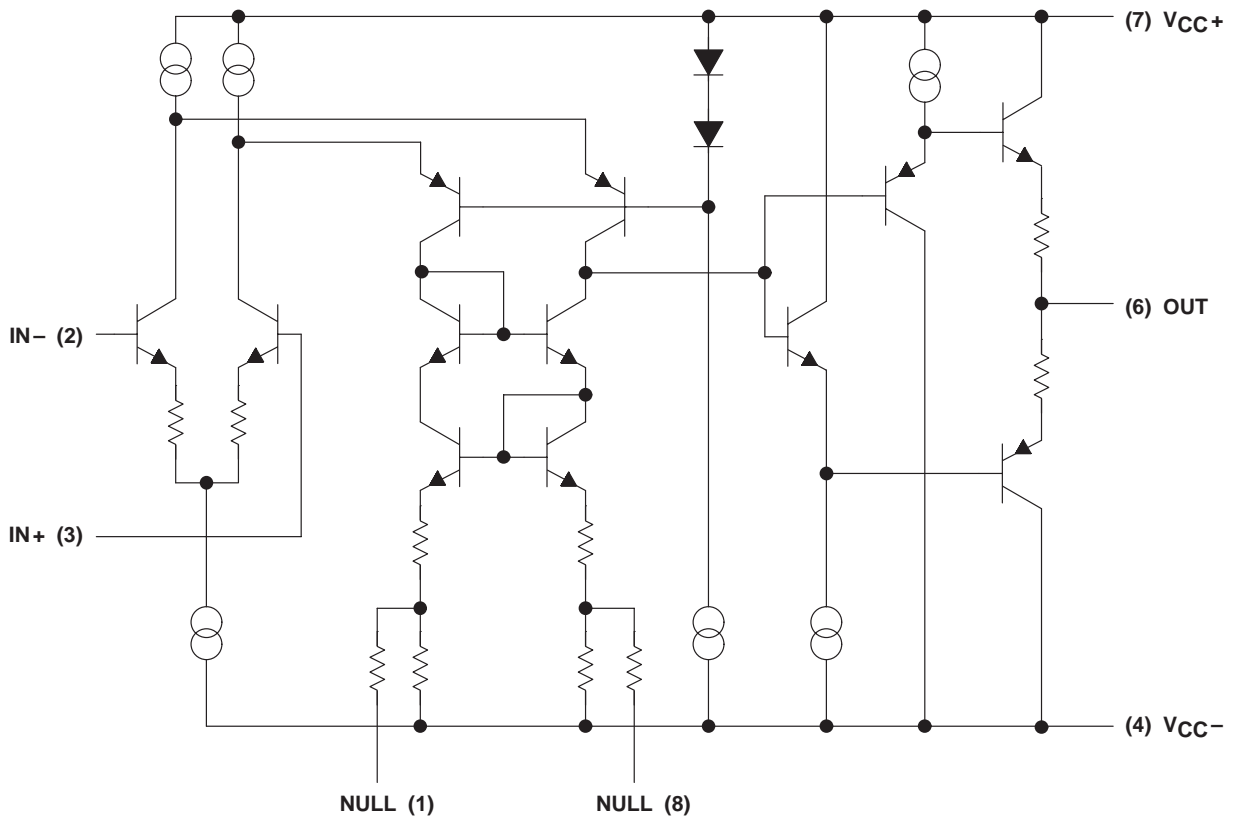 (7) VCC+
IN− (2)
(6) OUT
IN+ (3)
(4) VCC−
NULL (1)
NULL (8)